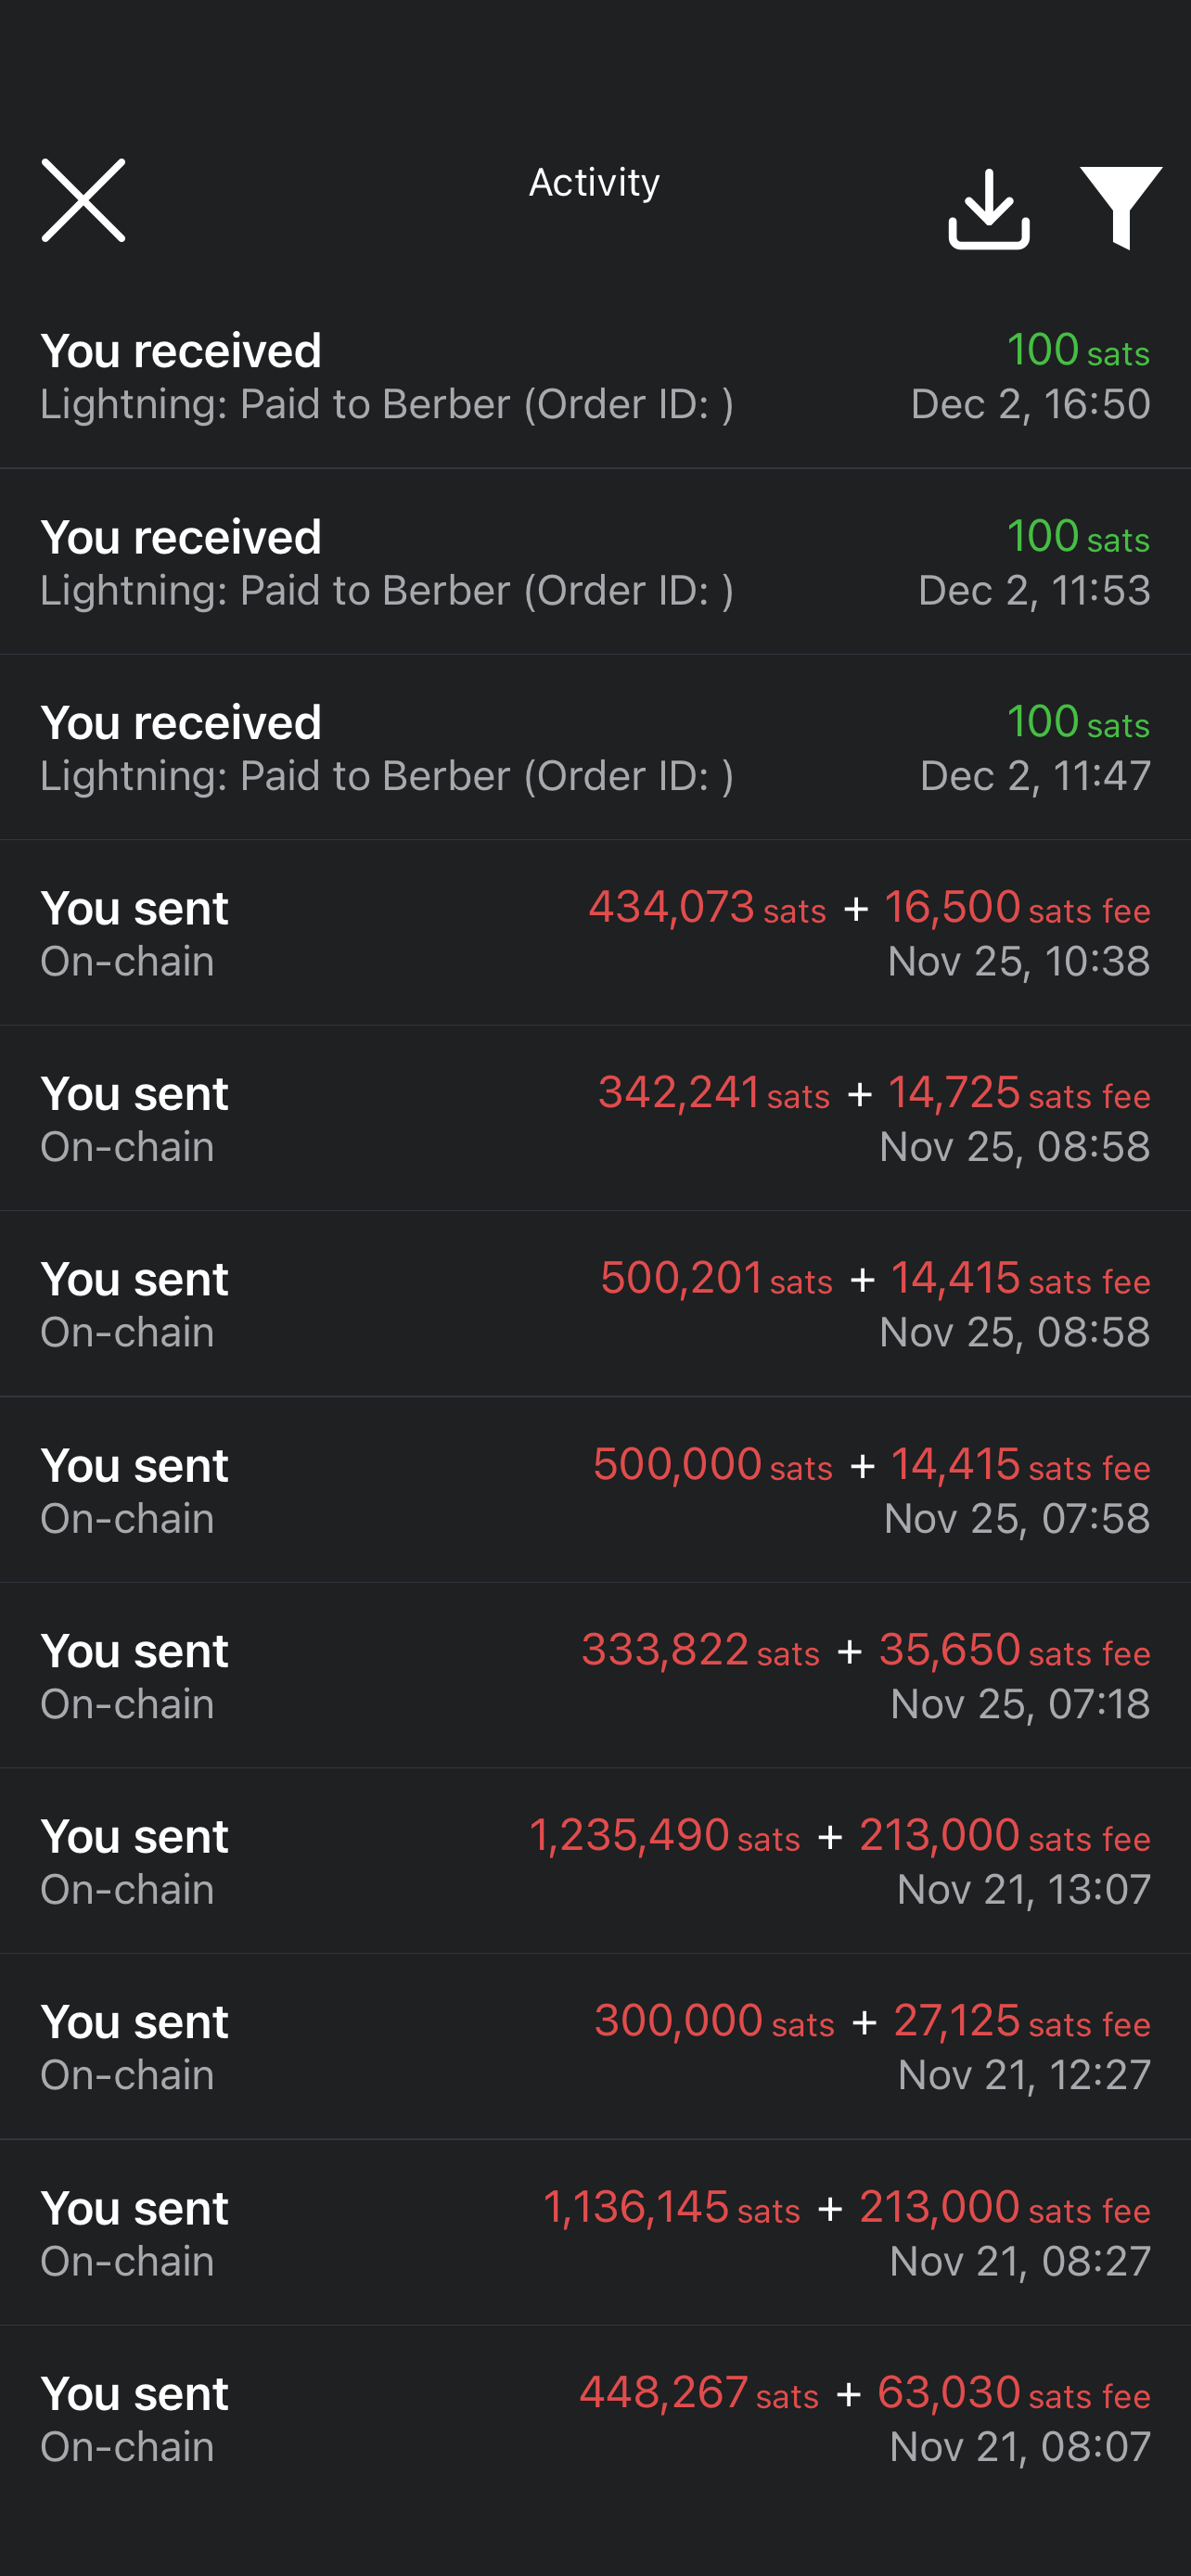 Activity
You received 100 sats
Lightning: Paid to Berber (Order ID: ) Dec 2, 16:50
You received 100 sats
Lightning: Paid to Berber (Order ID: ) Dec 2, 11:53
You received 100 sats
Lightning: Paid to Berber (Order ID: ) Dec 2, 11:47
You sent 434,073 sats + 16,500 sats fee
On-chain Nov 25, 10:38
You sent 342,241 sats + 14,725 sats fee
On-chain Nov 25, 08:58
You sent 500,201 sats + 14,415 sats fee
On-chain Nov 25, 08:58
You sent 500,000 sats + 14,415 sats fee
On-chain Nov 25, 07:58
You sent 333,822 sats + 35,650 sats fee
On-chain Nov 25, 07:18
You sent 1,235,490 sats + 213,000 sats fee
On-chain Nov 21, 13:07
You sent 300,000 sats + 27,125 sats fee
On-chain Nov 21, 12:27
You sent 1,136,145 sats + 213,000 sats fee
On-chain Nov 21, 08:27
You sent 448,267 sats + 63,030 sats fee
On-chain Nov 21, 08:07